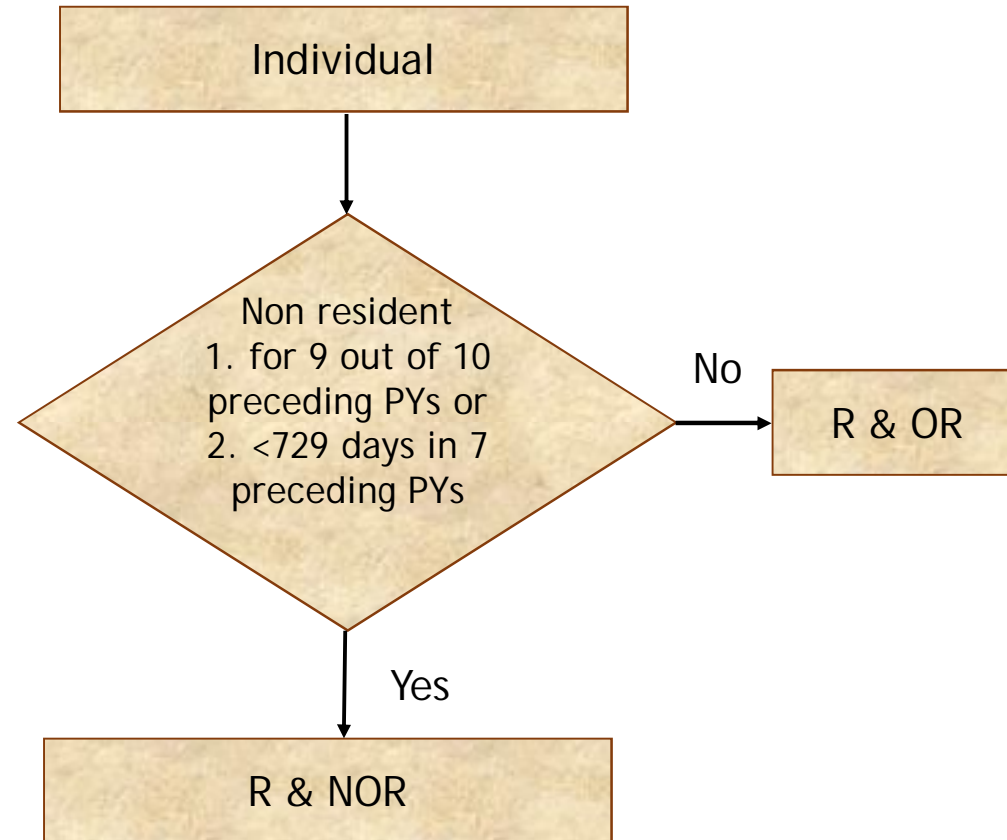 Individual
Non resident
1. for 9 out of 10
preceding PYs or
2. <729 days in 7
preceding PYs
No
R & OR
Yes
R & NOR